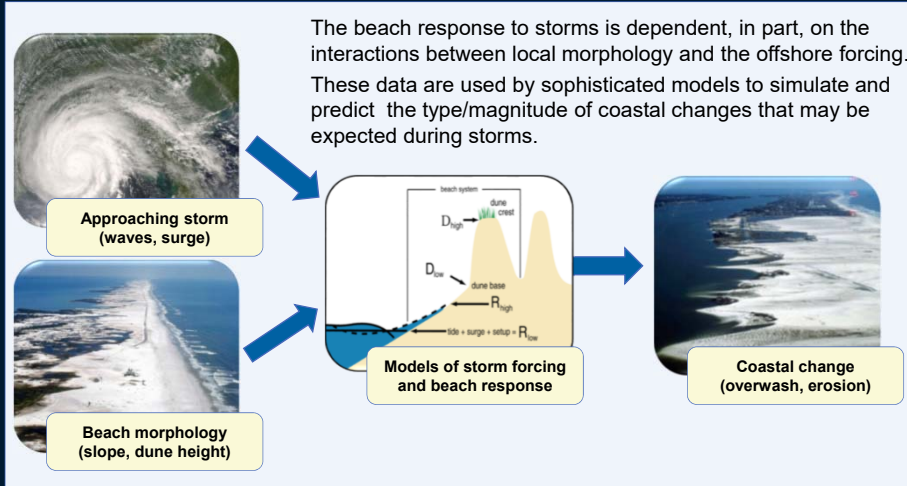 The beach response to storms is dependent, in part, on the
interactions between local morphology and the offshore forcing.
These data are used by sophisticated models to simulate and
predict the type/magnitude of coastal changes that may be
expected during storms.
Approaching storm
(waves, surge)
Beach morphology
(slope, dune height)
beach system
dune
crest
Dhigh
Dlow
dune base
Rhigh
tide + surge + setup = Rlow
Models of storm forcing
and beach response
Coastal change
(overwash, erosion)